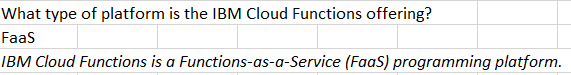 What type of platform is the IBM Cloud Functions offering?
FaaS
IBM Cloud Functions is a Functions-as-a-Service (FaaS) programming platform.